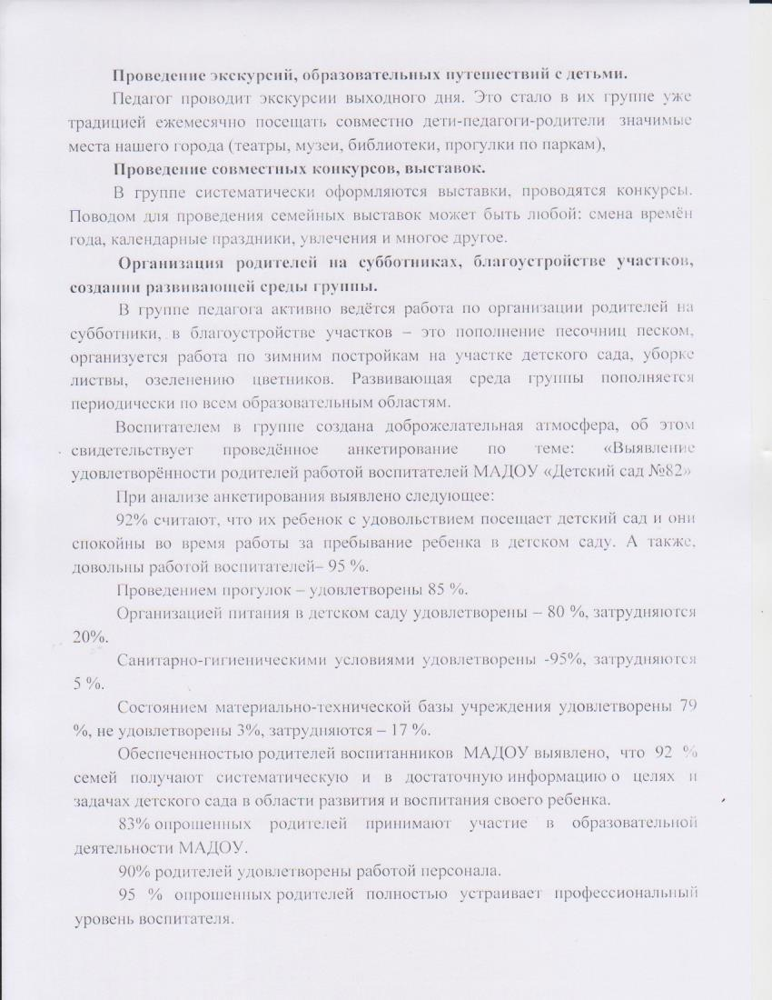 Проведение экскурсий, образовательных путешествий с детьми.
Педагог проводит экскурсии выходного дня. Это стало в их группе уже
традицией ежемесячно посещать совместно дети-педагоги-родители значимые
места нашего города (театры, музеи, библиотеки, прогулки по паркам),
Проведение совместных конкурсов, выставок.
В группе систематически оформляются выставки, проводятся конкурсы.
Поводом для проведения семейных выставок может быть любой: смена времён
года, календарные праздники, увлечения и многое другое.
Организация родителей на субботниках, благоустройстве участков,
создании развивающей среды группы.
В группе педагога активно ведётся работа по организации родителей на
субботники, в благоустройстве участков – это пополнение песочниц песком,
организуется работа по зимним постройкам на участке детского сада, уборке
листвы, озеленению цветников. Развивающая среда группы пополняется
периодически по всем образовательным областям.
Воспитателем в группе создана доброжелательная атмосфера, об этом
свидетельствует проведённое анкетирование по теме: «Выявление
удовлетворённости родителей работой воспитателей МАДОУ «Детский сад №82»
При анализе анкетирования выявлено следующее:
92% считают, что их ребенок с удовольствием посещает детский сад и они
спокойны во время работы за пребывание ребенка в детском саду. А также,
довольны работой воспитателей– 95 %.
Проведением прогулок – удовлетворены 85 %.
Организацией питания в детском саду удовлетворены – 80 %, затрудняются
20%.
Санитарно-гигиеническими условиями удовлетворены -95%, затрудняются
5 %.
Состоянием материально-технической базы учреждения удовлетворены 79
%, не удовлетворены 3%, затрудняются – 17 %.
Обеспеченностью родителей воспитанников МАДОУ выявлено, что 92 %
семей получают систематическую и в достаточную информацию о целях и
задачах детского сада в области развития и воспитания своего ребенка.
83% опрошенных родителей принимают участие в образовательной
деятельности МАДОУ.
90% родителей удовлетворены работой персонала.
95 % опрошенных родителей полностью устраивает профессиональный
уровень воспитателя.